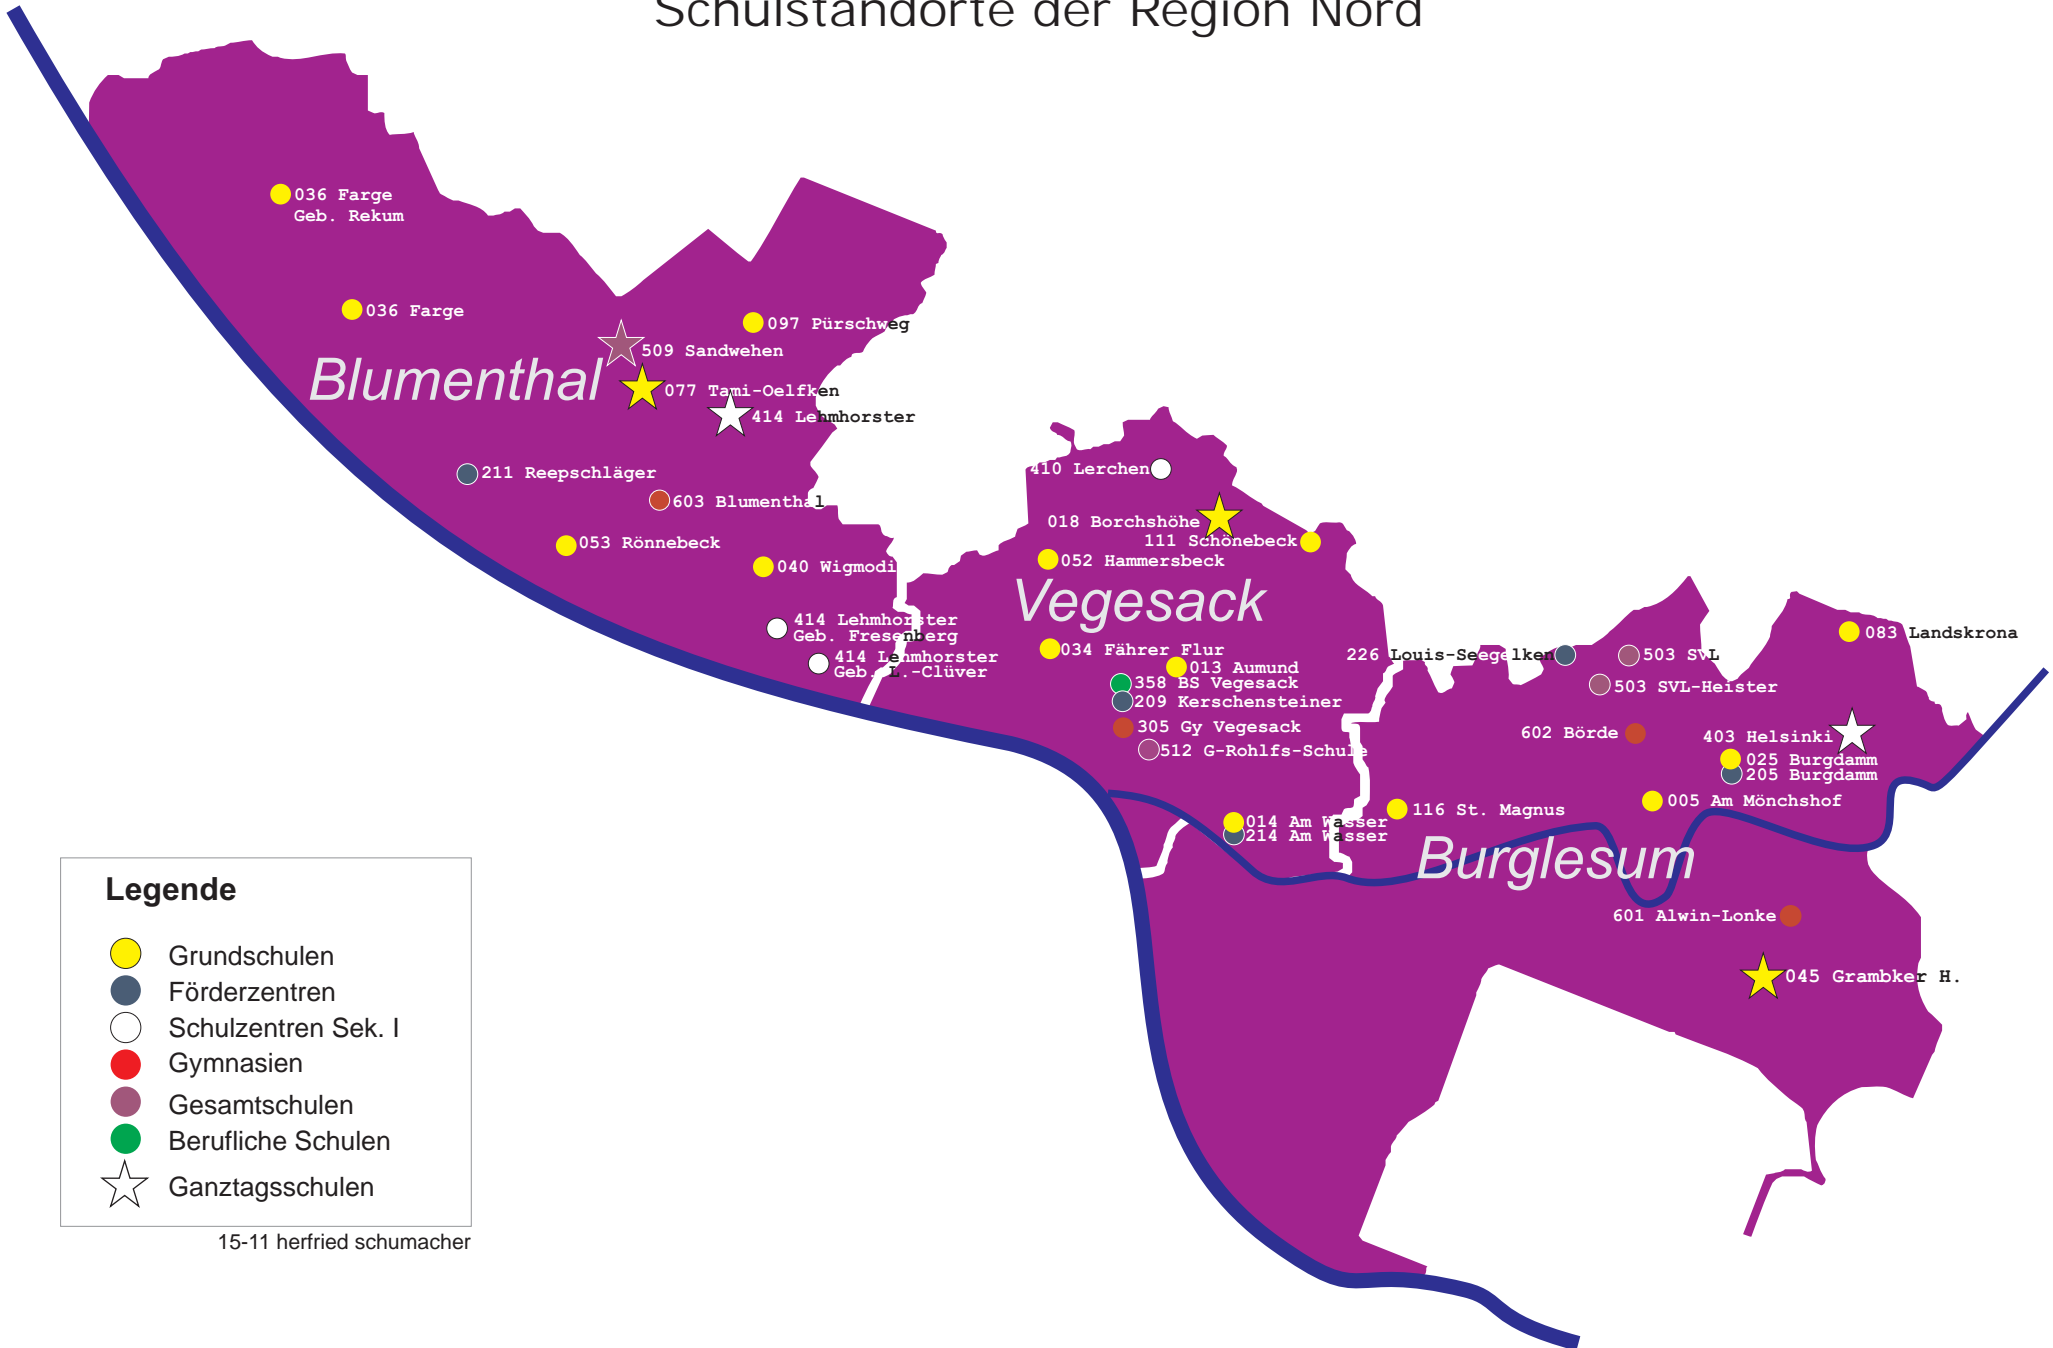 Schulstandorte der Region Nord
036 Farge
Geb. Rekum
036 Farge
097 Pürschweg
509 Sandwehen
Blumenthal
077 Tami-Oelfken
414 Lehmhorster
211 Reepschläger
603 Blumenthal
053 Rönnebeck
040 Wigmodi
414 Lehmhorster
Geb. Fresenberg
414 Lehmhorster
Geb. L.-Clüver
410 Lerchen
018 Borchshöhe
111 Schönebeck
052 Hammersbeck
Vegesack
034 Fährer Flur
013 Aumund
358 BS Vegesack
209 Kerschensteiner
305 Gy Vegesack
512 G-Rohlfs-Schule
014 Am Wasser
214 Am Wasser
226 Louis-Seegelken
503 SVL
503 SVL-Heister
083 Landskrona
602 Börde
403 Helsinki
025 Burgdamm
205 Burgdamm
005 Am Mönchshof
116 St. Magnus
Burglesum
601 Alwin-Lonke
045 Grambker H.
Legende
Grundschulen
Förderzentren
Schulzentren Sek. I
Gymnasien
Gesamtschulen
Berufliche Schulen
Ganztagsschulen
15-11 herfried schumacher